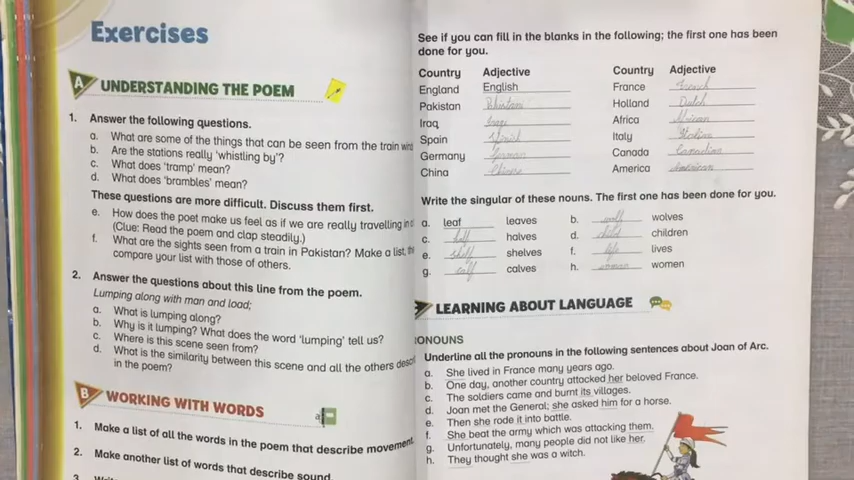 Exercises
A UNDERSTANDING THE POEM
1. Answer the following questions.
a. What are some of the things that can be seen from the train
b. Are the stations really 'whistling by'?
c. What does 'tramp' mean?
d. What does 'brambles' mean?
These questions are more difficult. Discuss them first.
e. How does the poet make us feel as if we are really travelling
(Clue: Read the poem and clap steadily.)
f. What are the sights seen from a train in Pakistan? Make a list,
compare your list with those of others.
2. Answer the questions about this line from the poem.
Lumping along with man and load;
a. What is lumping along?
b. Why is it lumping? What does the word 'lumping' tell us?
c. Where is this scene seen from?
d. What is the similarity between this scene and all the others
in the poem?
B WORKING WITH WORDS
1. Make a list of all the words in the poem that describe movement.
2. Make another list of words that describe sound.
3.
See if you can fill in the blanks in the following; the first one has been
done for you.
Country Adjective Country Adjective
England English France French
Pakistan Holland Dutch
Iraq Iraqi Africa African
Spain Italy Italian
Germany German Canada Canadian
China Chinese America American
Write the singular of these nouns. The first one has been done for you.
a. leaf leaves b. wolf wolves
c. half halves d. child children
e. shelf shelves f. life lives
g. calf calves h. woman women
LEARNING ABOUT LANGUAGE
PRONOUNS
Underline all the pronouns in the following sentences about Joan of Arc.
a. She lived in France many years ago.
b. One day, another country attacked her beloved France.
c. The soldiers came and burnt its villages.
d. Joan met the General; she asked him for a horse.
e. Then she rode it into battle.
f. She beat the army which was attacking them.
g. Unfortunately, many people did not like her.
h. They thought she was a witch.